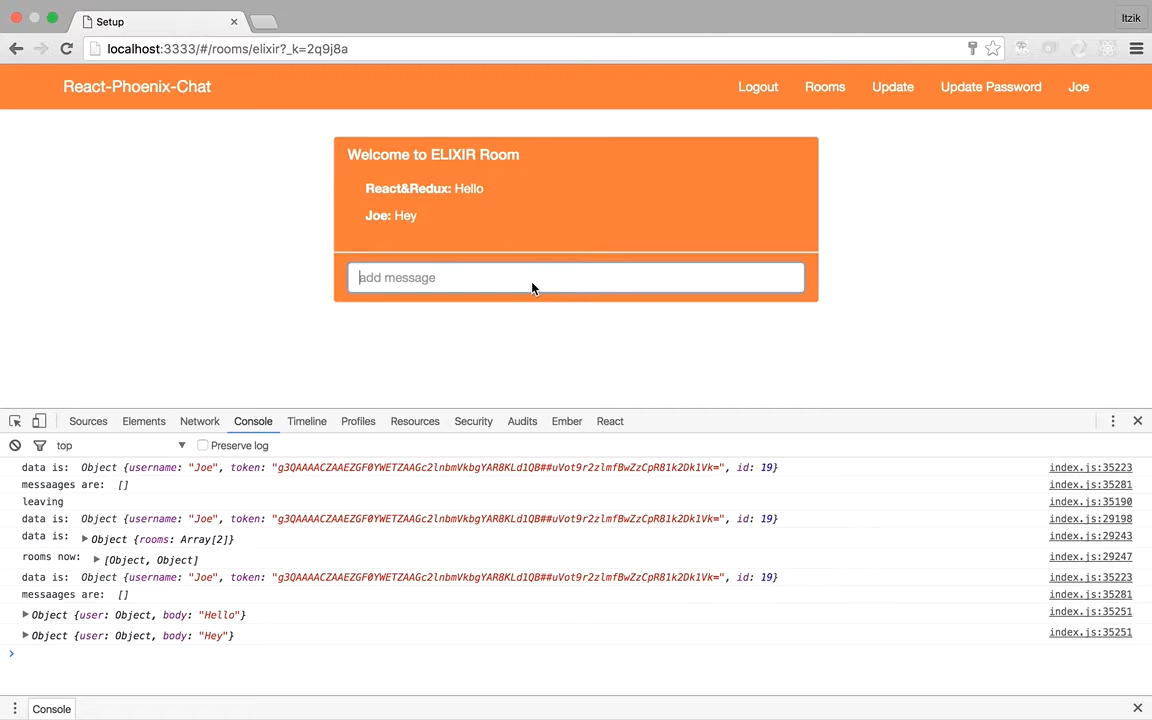 Setup
Itzik
localhost:3333/#/rooms/elixir?_k=2q9j8a
React-Phoenix-Chat Logout Rooms Update Update Password Joe
Welcome to ELIXIR Room
React&Redux: Hello
Joe: Hey
add message
Sources Elements Network Console Timeline Profiles Resources Security Audits Ember React
top Preserve log
data is: Object {username: "Joe", token: "g3QAAAACZAAEZGF0YWETZAAGc2lnbmVkbgYAR8KLd1QB##uVot9r2zlmfBwZzCpR81k2Dk1Vk=", id: 19} index.js:35223
messaages are: [] index.js:35281
leaving index.js:35190
data is: Object {username: "Joe", token: "g3QAAAACZAAEZGF0YWETZAAGc2lnbmVkbgYAR8KLd1QB##uVot9r2zlmfBwZzCpR81k2Dk1Vk=", id: 19} index.js:29198
data is: Object {rooms: Array[2]} index.js:29243
rooms now: [Object, Object] index.js:29247
data is: Object {username: "Joe", token: "g3QAAAACZAAEZGF0YWETZAAGc2lnbmVkbgYAR8KLd1QB##uVot9r2zlmfBwZzCpR81k2Dk1Vk=", id: 19} index.js:35223
messaages are: [] index.js:35281
Object {user: Object, body: "Hello"} index.js:35251
Object {user: Object, body: "Hey"} index.js:35251
Console